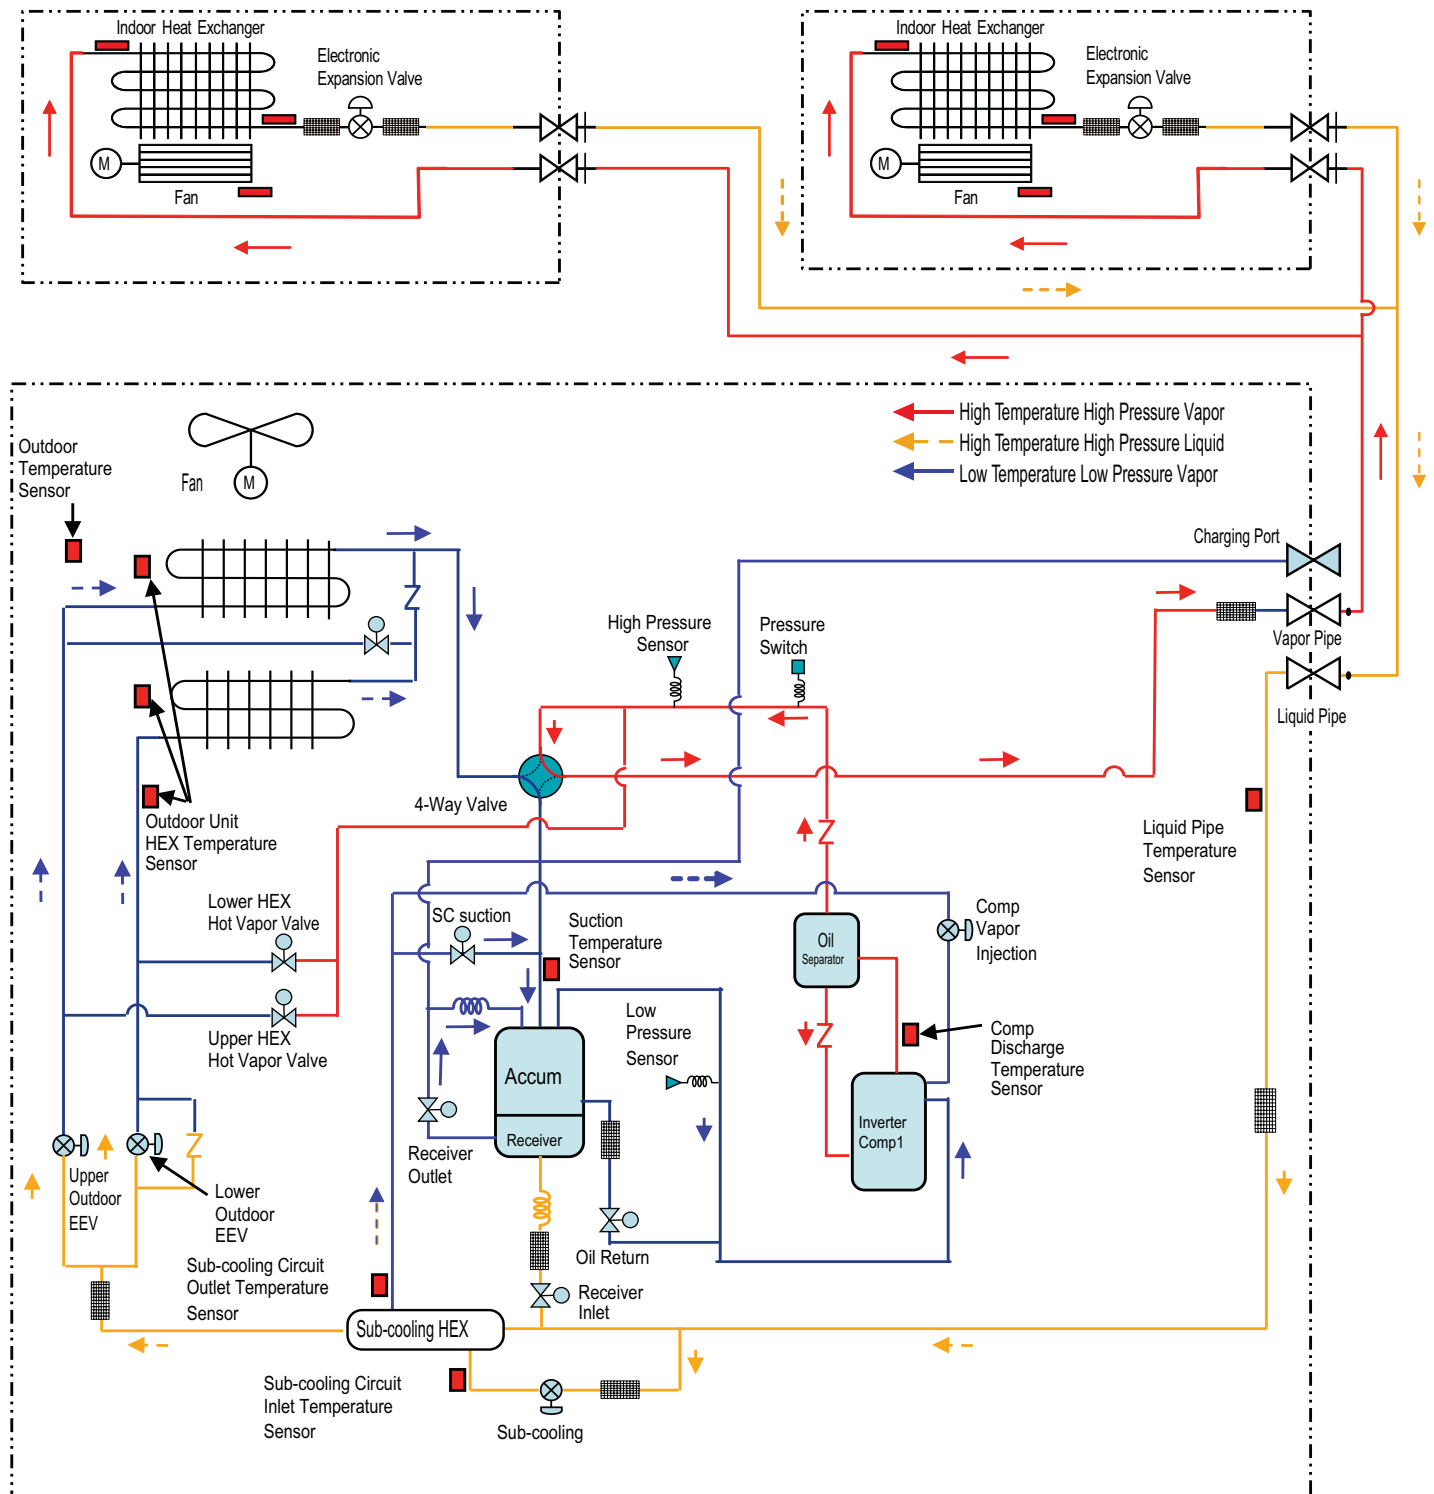 Indoor Heat Exchanger
Electronic
Expansion Valve
M
Fan
Indoor Heat Exchanger
Electronic
Expansion Valve
M
Fan
High Temperature High Pressure Vapor
High Temperature High Pressure Liquid
Low Temperature Low Pressure Vapor
Outdoor
Temperature
Sensor
Fan
M
Charging Port
Vapor Pipe
Liquid Pipe
High Pressure
Sensor
Pressure
Switch
4-Way Valve
Outdoor Unit
HEX Temperature
Sensor
Liquid Pipe
Temperature
Sensor
Lower HEX
Hot Vapor Valve
SC suction
Suction
Temperature
Sensor
Oil
Separator
Comp
Vapor
Injection
Upper HEX
Hot Vapor Valve
Low
Pressure
Sensor
Comp
Discharge
Temperature
Sensor
Accum
Receiver
Inverter
Comp1
Receiver
Outlet
Upper
Outdoor
EEV
Lower
Outdoor
EEV
Oil Return
Sub-cooling Circuit
Outlet Temperature
Sensor
Receiver
Inlet
Sub-cooling HEX
Sub-cooling Circuit
Inlet Temperature
Sensor
Sub-cooling